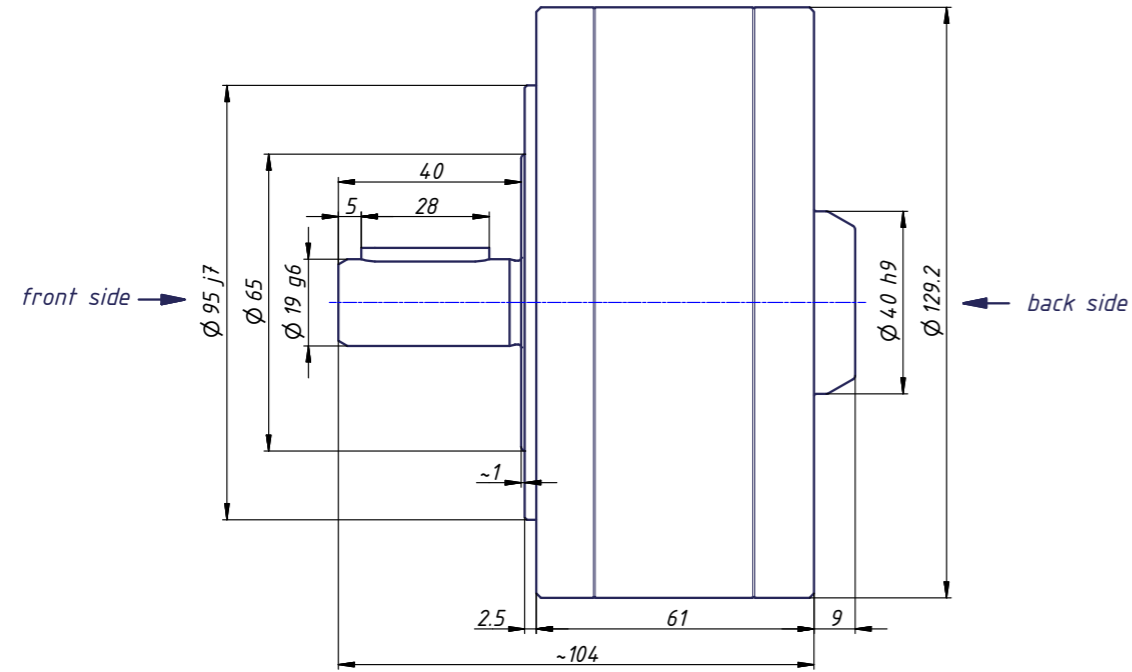 40
5
28
front side
Ø 95 j7
Ø 65
Ø 19 g6
Ø 40 h9
Ø 129.2
back side
~1
2.5
61
9
~104